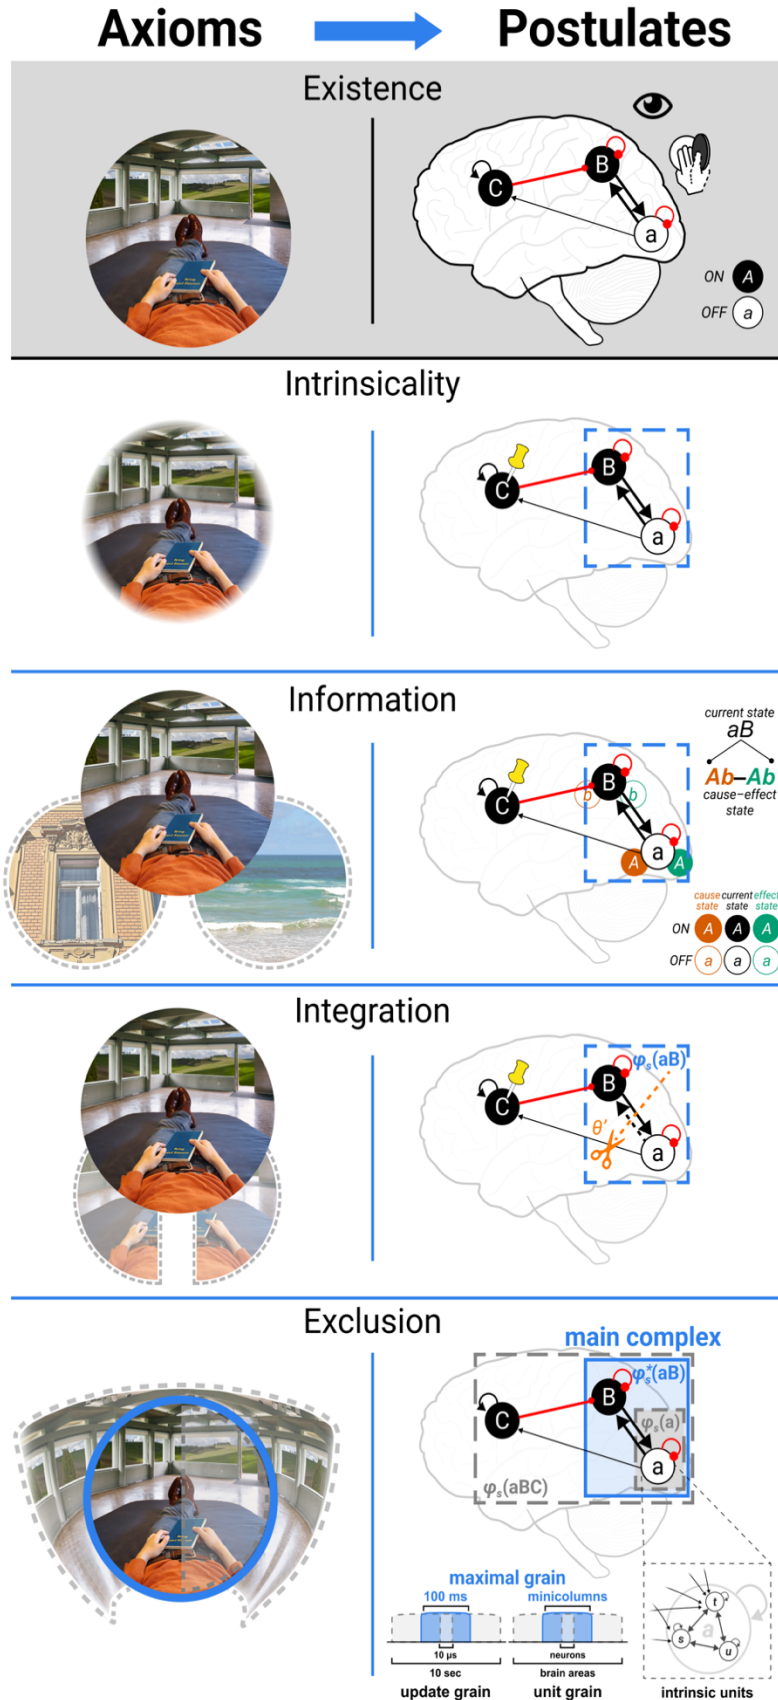 Axioms Postulates
Existence
C
B
a
ON A
OFF a
Intrinsicality
C
B
a
Information
current state
aB
Ab–Ab
cause–effect
state
C
B
b b
a
A A
cause current effect
state state state
ON A A A
OFF a a a
Integration
φs(aB)
C
B
θ′
a
Exclusion
main complex
φs*(aB)
C
B
φs(a)
a
φs(aBC)
maximal grain
100 ms minicolumns
10 µs neurons
10 sec brain areas
update grain unit grain
a
t
s
u
intrinsic units